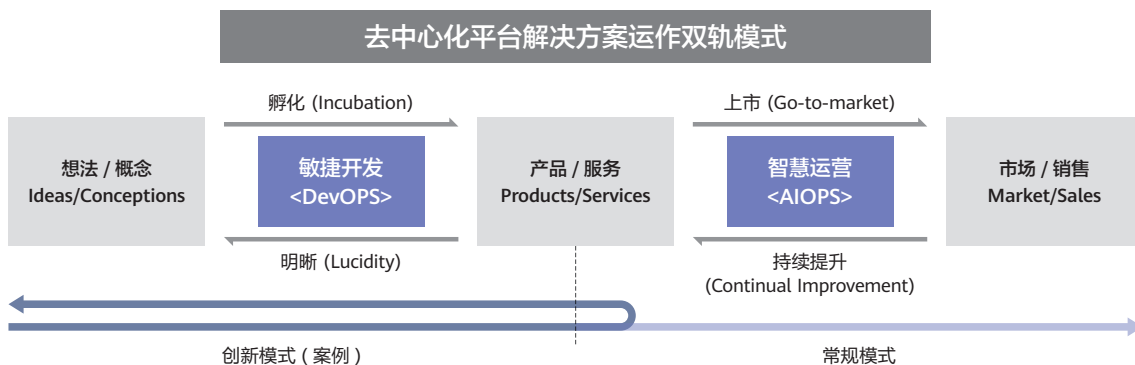 去中心化平台解决方案运作双轨模式
孵化 (Incubation)
上市 (Go-to-market)
想法 / 概念
Ideas/Conceptions
敏捷开发
<DevOPS>
产品 / 服务
Products/Services
智慧运营
<AIOPS>
市场 / 销售
Market/Sales
明晰 (Lucidity)
持续提升
(Continual Improvement)
创新模式 ( 案例 )
常规模式